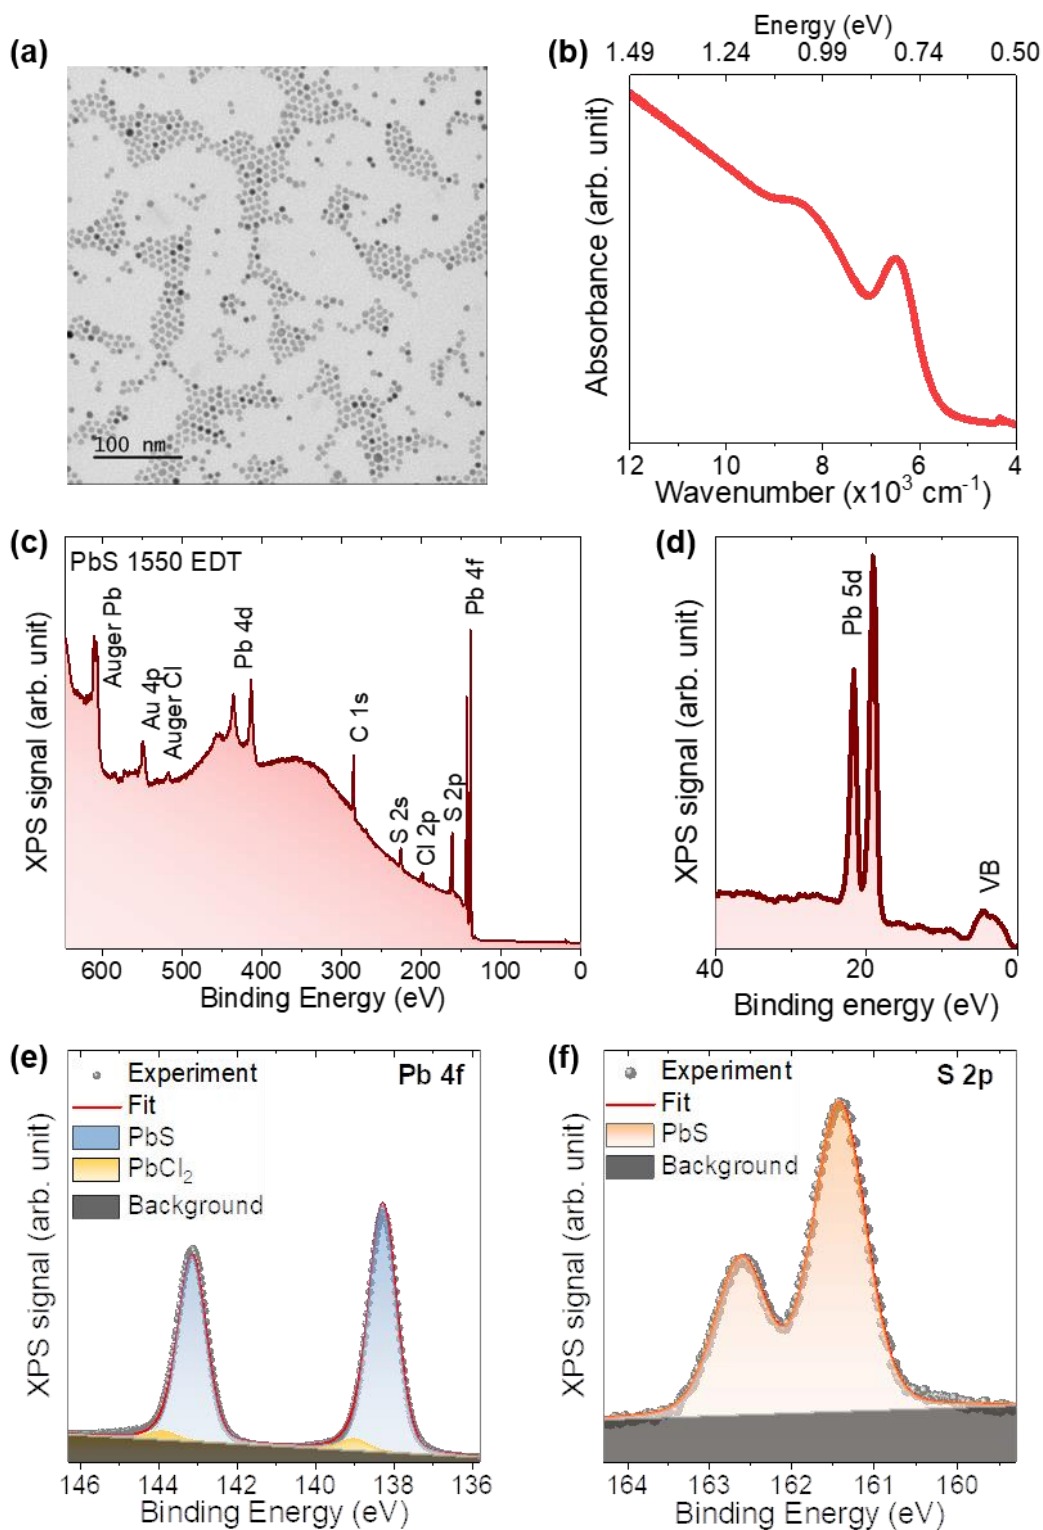 (a)
100 nm
(b)
Energy (eV)
1.49 1.24 0.99 0.74 0.50
Absorbance (arb. unit)
12 10 8 6 4
Wavenumber (x10³ cm⁻¹)
(c)
PbS 1550 EDT
Auger Pb
Au 4p
Auger Cl
Pb 4d
C 1s
S 2s
Cl 2p
S 2p
Pb 4f
XPS signal (arb. unit)
600 500 400 300 200 100 0
Binding Energy (eV)
(d)
Pb 5d
VB
XPS signal (arb. unit)
40 20 0
Binding energy (eV)
(e)
Experiment
Pb 4f
Fit
PbS
PbCl₂
Background
XPS signal (arb. unit)
146 144 142 140 138 136
Binding Energy (eV)
(f)
Experiment
S 2p
Fit
PbS
Background
XPS signal (arb. unit)
164 163 162 161 160
Binding Energy (eV)